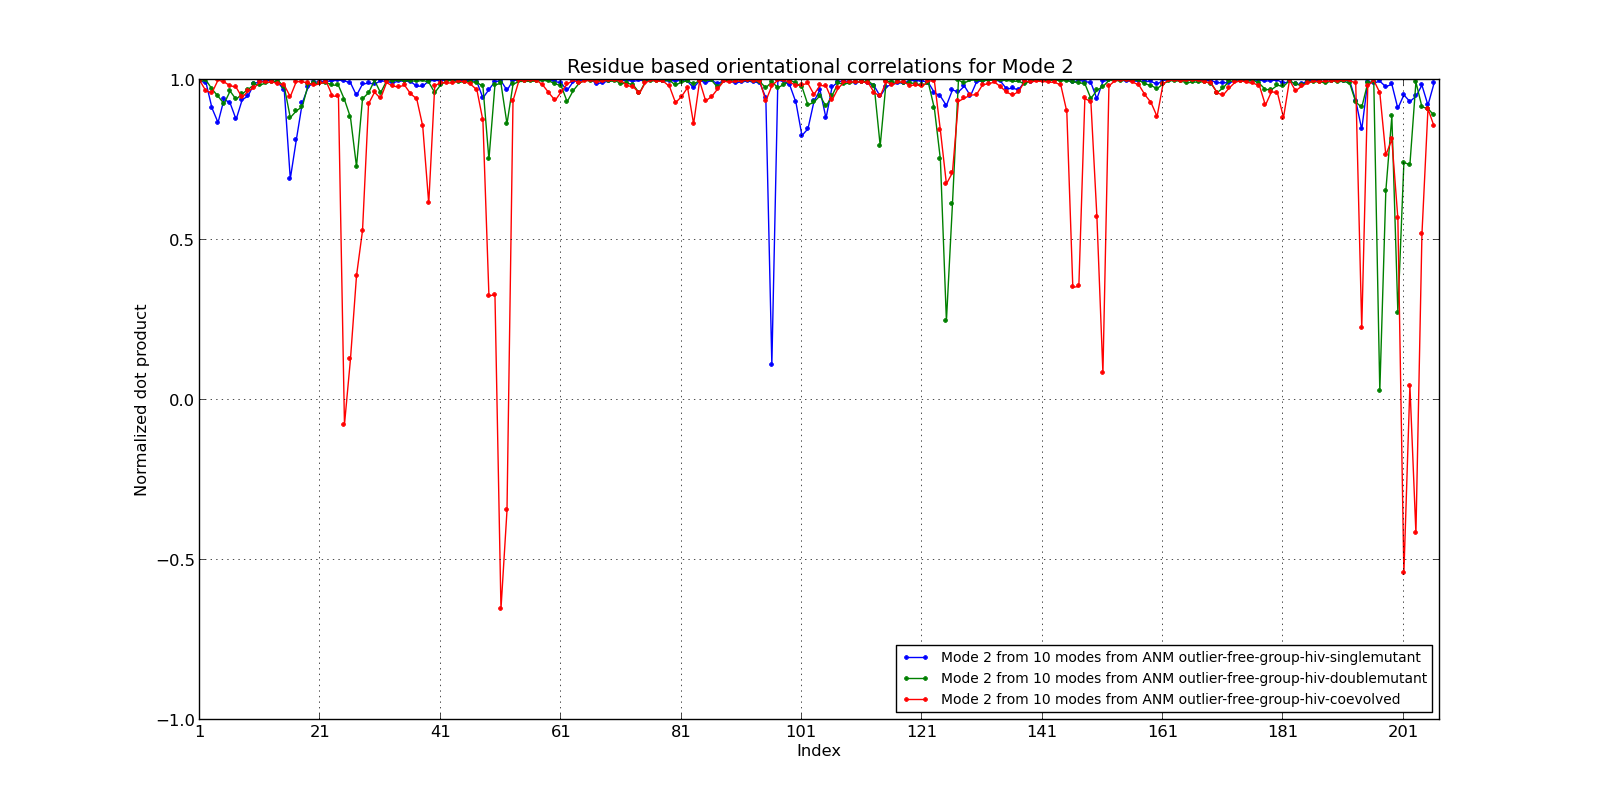 Residue based orientational correlations for Mode 2
1.0
0.5
0.0
−0.5
−1.0
Normalized dot product
Mode 2 from 10 modes from ANM outlier-free-group-hiv-singlemutant
Mode 2 from 10 modes from ANM outlier-free-group-hiv-doublemutant
Mode 2 from 10 modes from ANM outlier-free-group-hiv-coevolved
1 21 41 61 81 101 121 141 161 181 201
Index